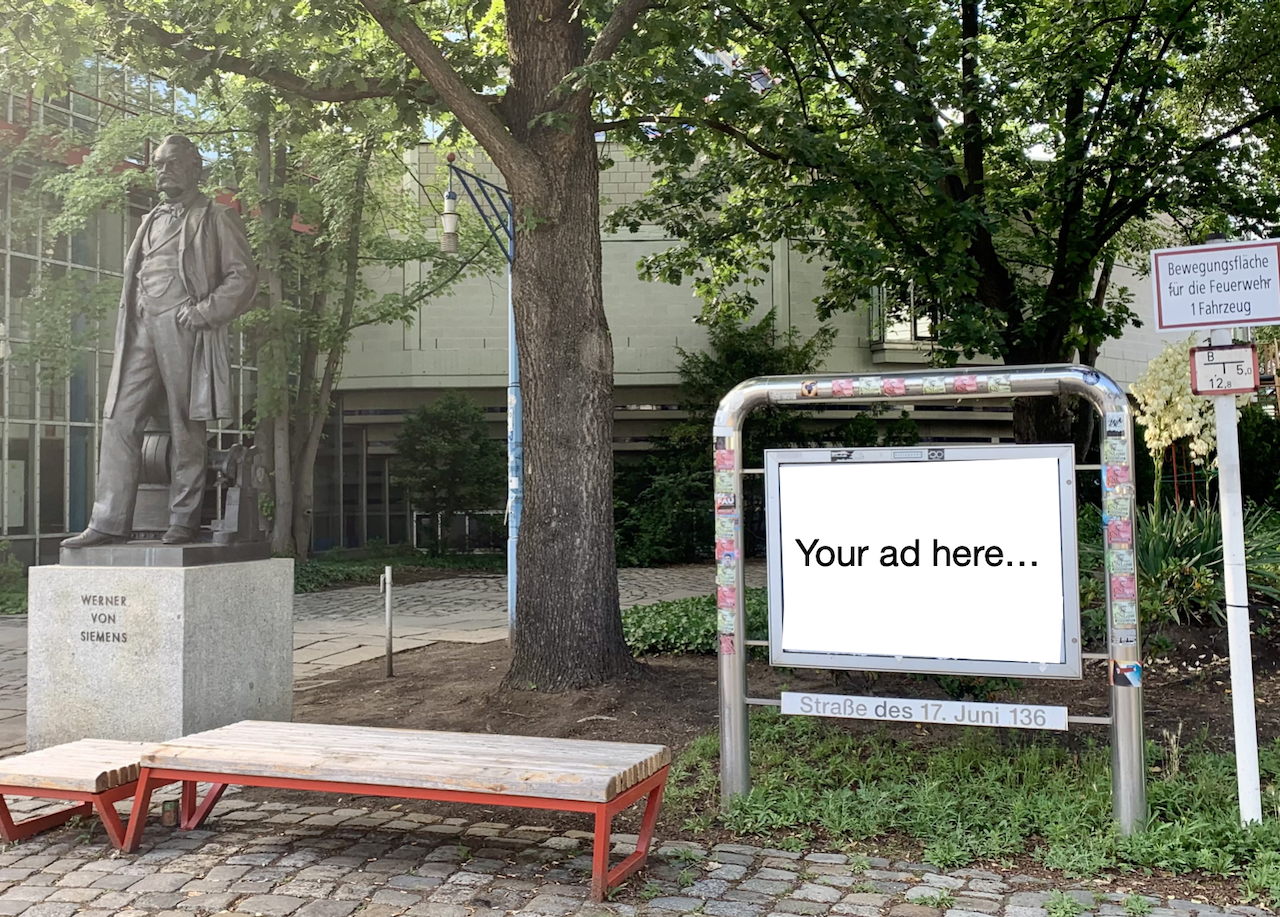 WERNER
VON
SIEMENS
Your ad here...
Straße des 17. Juni 136
Bewegungsfläche
für die Feuerwehr
1 Fahrzeug
B
5,0
12,8